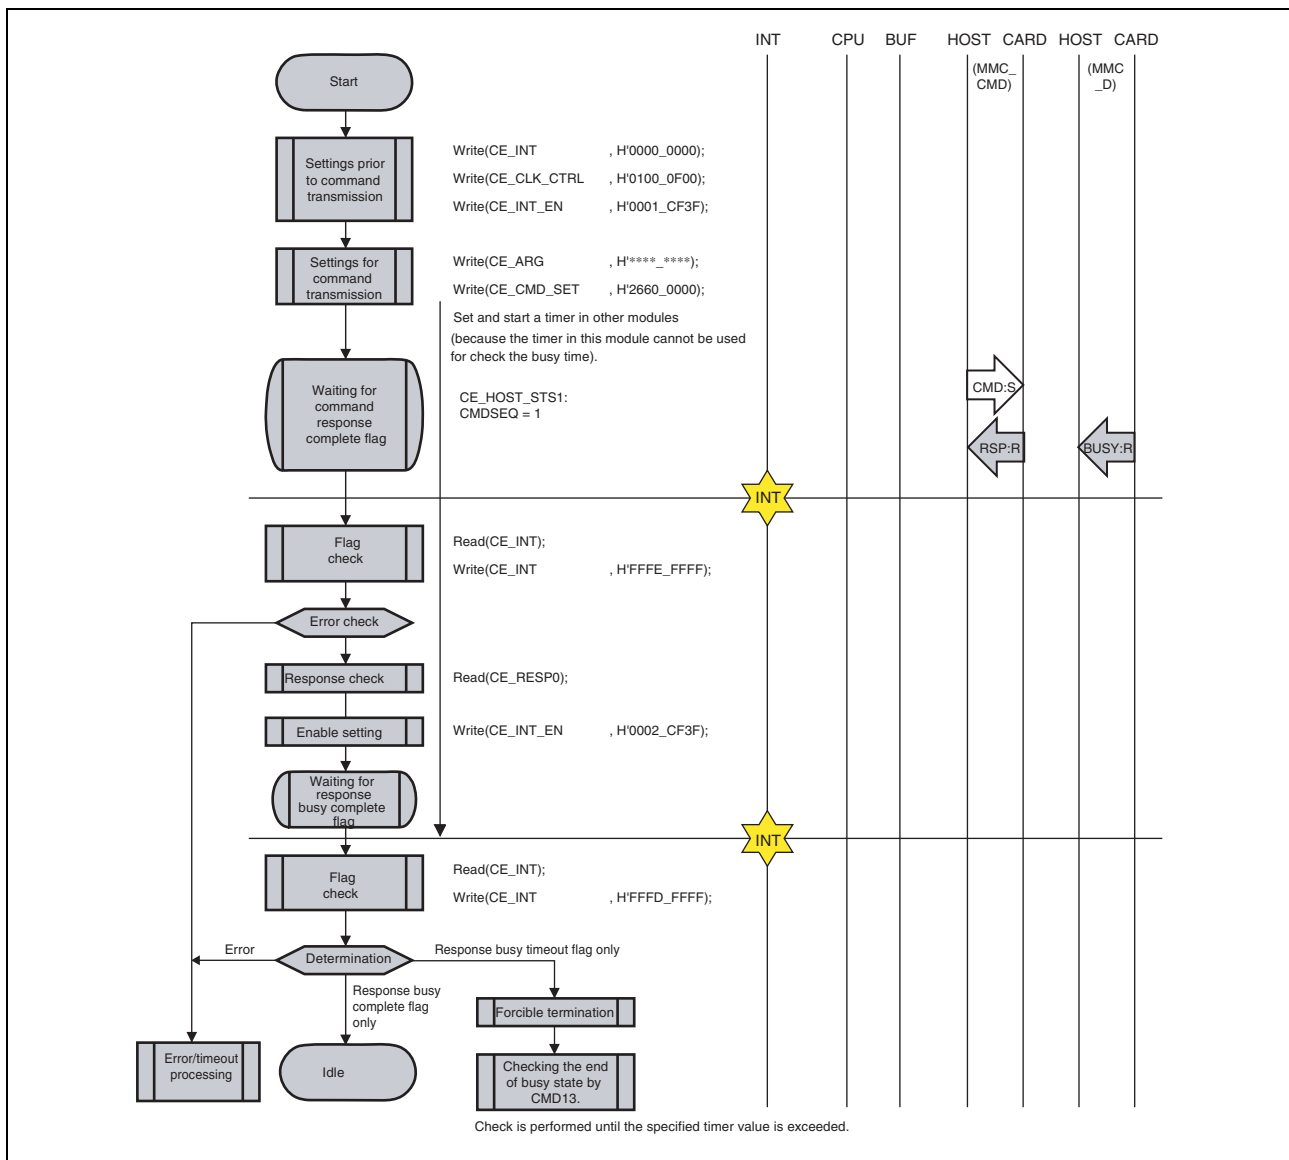 INT CPU BUF HOST CARD HOST CARD
(MMC_ (MMC
CMD) _D)
Start
Settings prior
to command
transmission
Write(CE_INT , H'0000_0000);
Write(CE_CLK_CTRL , H'0100_0F00);
Write(CE_INT_EN , H'0001_CF3F);
Settings for
command
transmission
Write(CE_ARG , H'****_****);
Write(CE_CMD_SET , H'2660_0000);
Set and start a timer in other modules
(because the timer in this module cannot be used
for check the busy time).
Waiting for
command
response
complete flag
CE_HOST_STS1:
CMDSEQ = 1
CMD:S
RSP:R
BUSY:R
INT
Flag
check
Read(CE_INT);
Write(CE_INT , H'FFFE_FFFF);
Error check
Response check
Read(CE_RESP0);
Enable setting
Write(CE_INT_EN , H'0002_CF3F);
Waiting for
response
busy complete
flag
INT
Flag
check
Read(CE_INT);
Write(CE_INT , H'FFFD_FFFF);
Error
Determination
Response busy timeout flag only
Response busy
complete flag
only
Forcible termination
Error/timeout
processing
Idle
Checking the end
of busy state by
CMD13.
Check is performed until the specified timer value is exceeded.